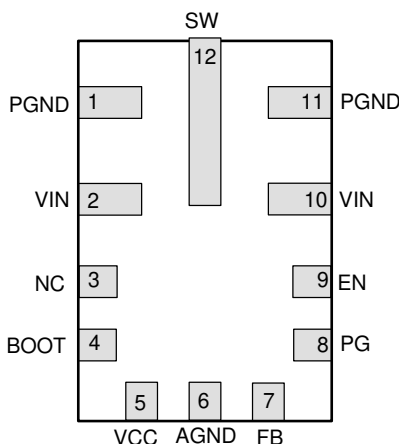 SW
12
PGND 1 11 PGND
VIN 2 10 VIN
NC 3 9 EN
BOOT 4 8 PG
5 6 7
VCC AGND FB